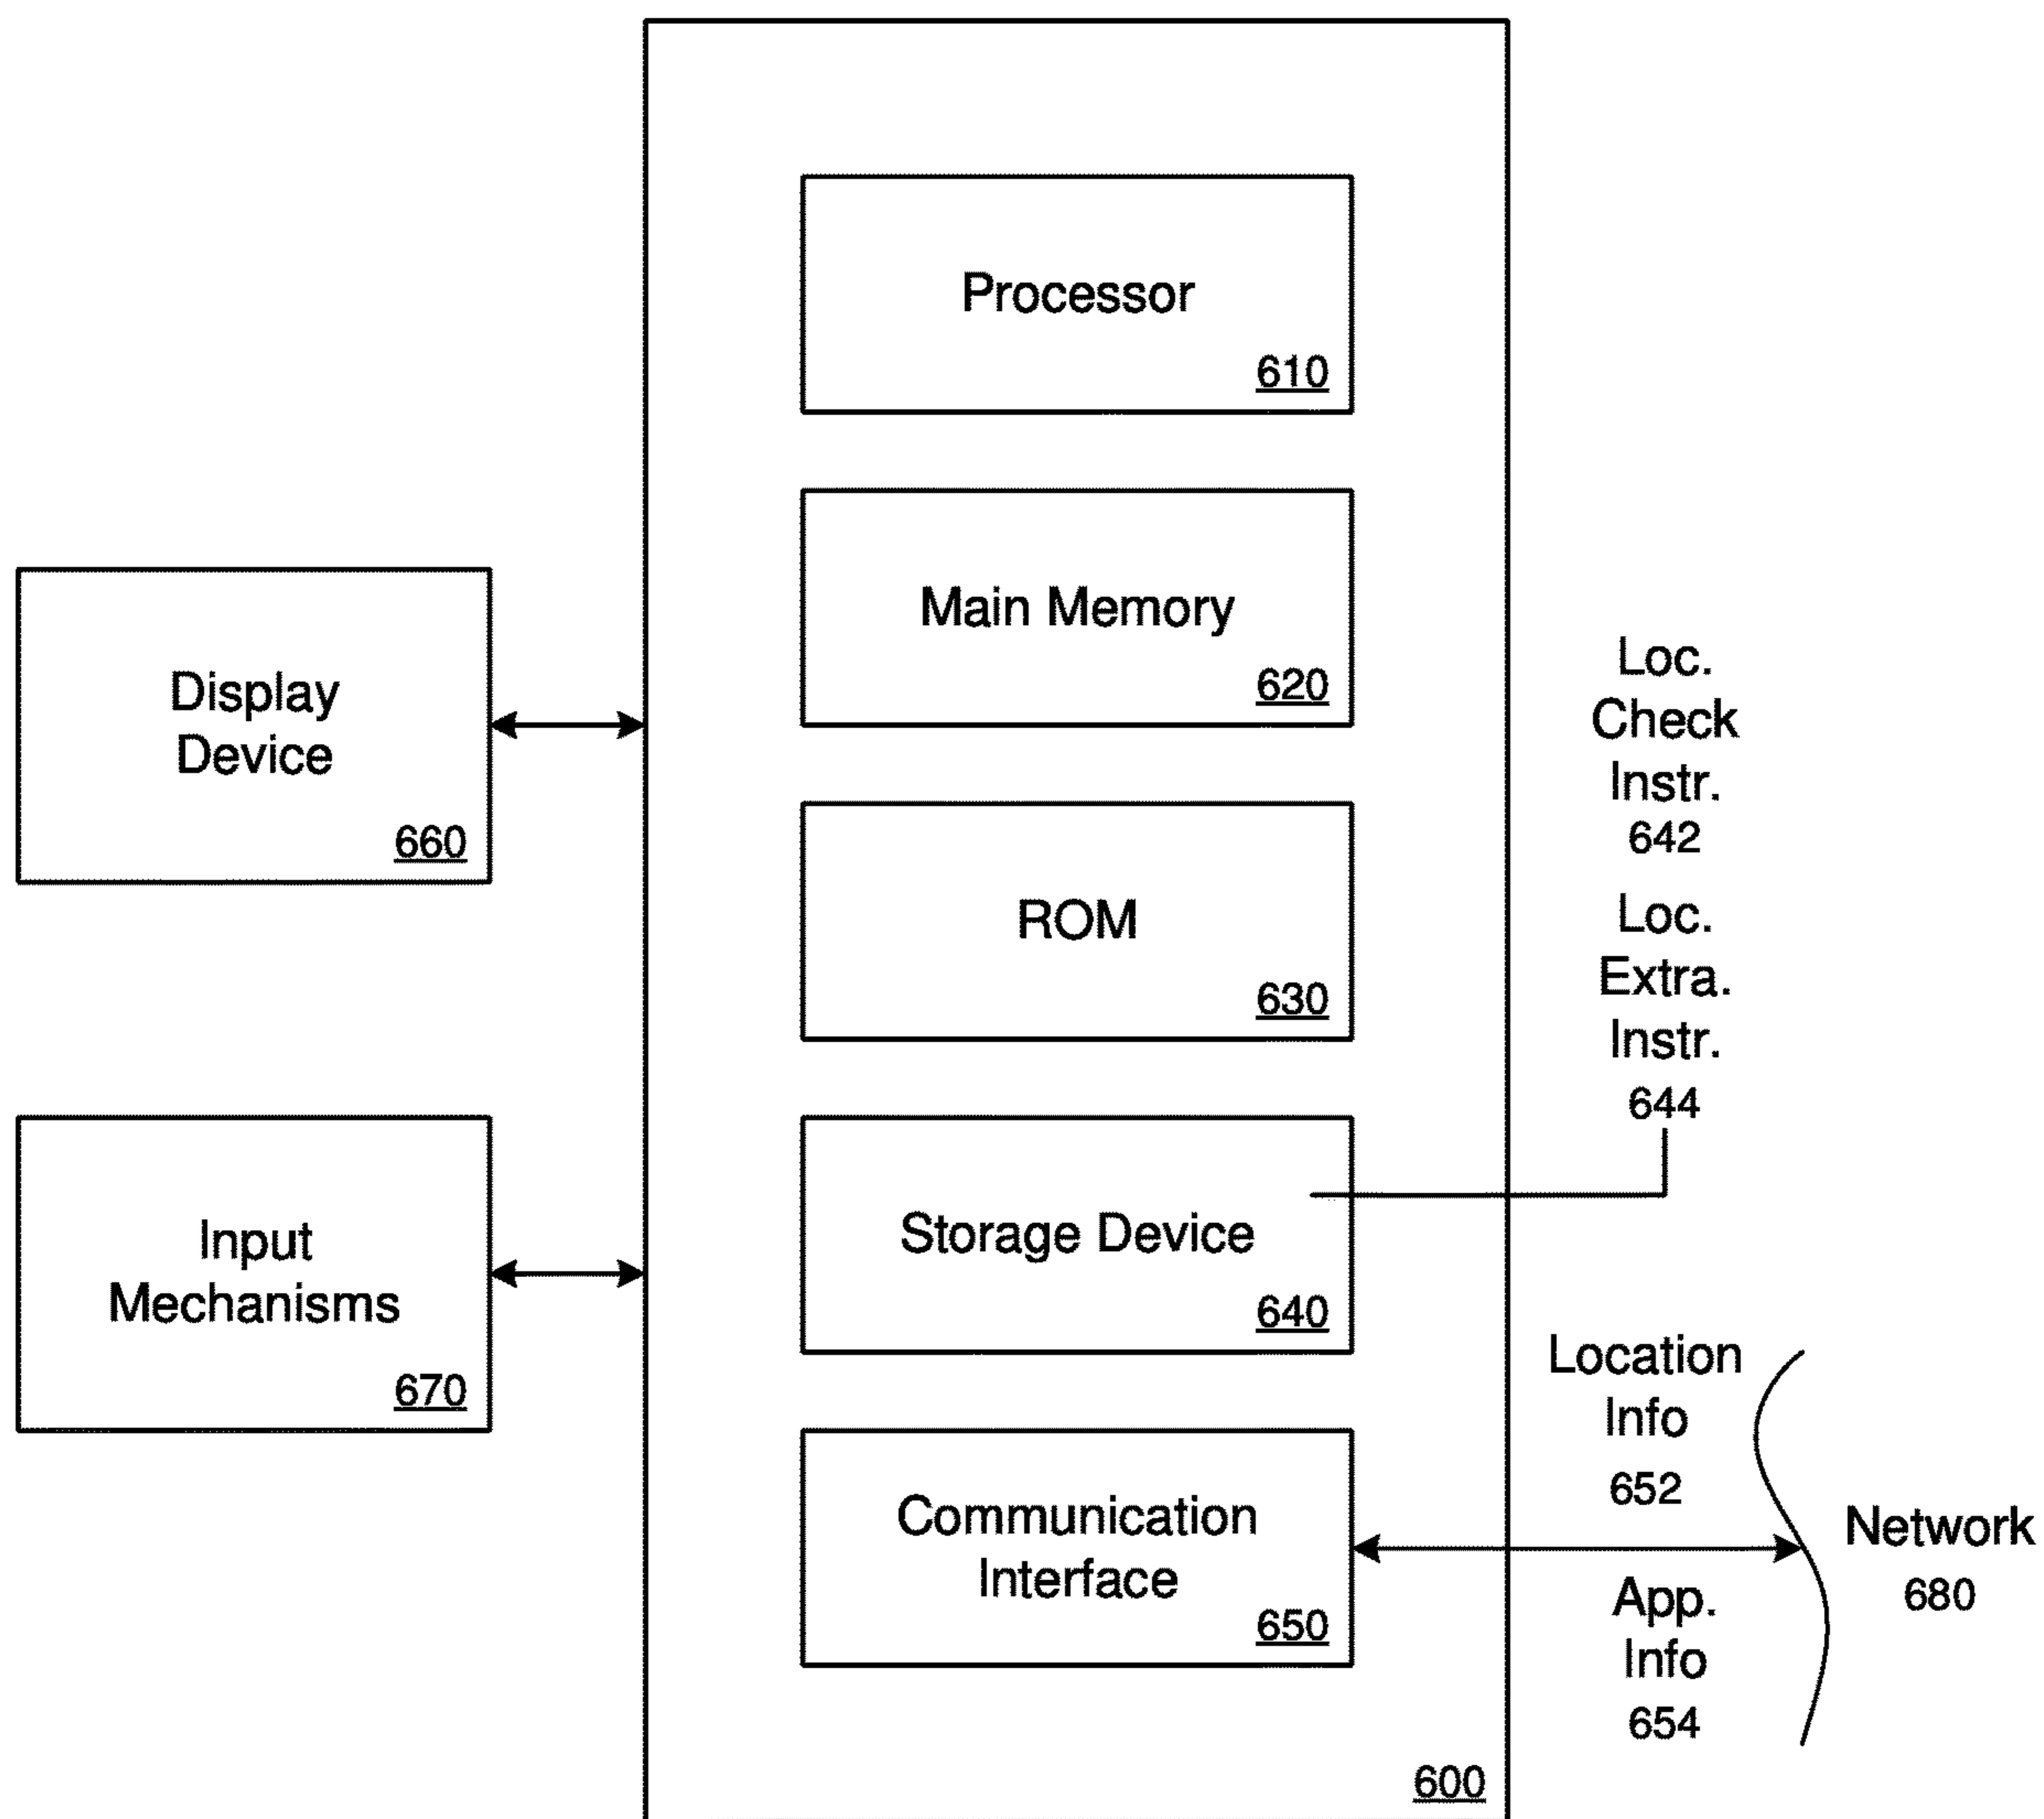 Processor
610
Main Memory
620
ROM
630
Storage Device
640
Communication
Interface
650
600
Display
Device
660
Input
Mechanisms
670
Loc.
Check
Instr.
642
Loc.
Extra.
Instr.
644
Location
Info
652
App.
Info
654
Network
680